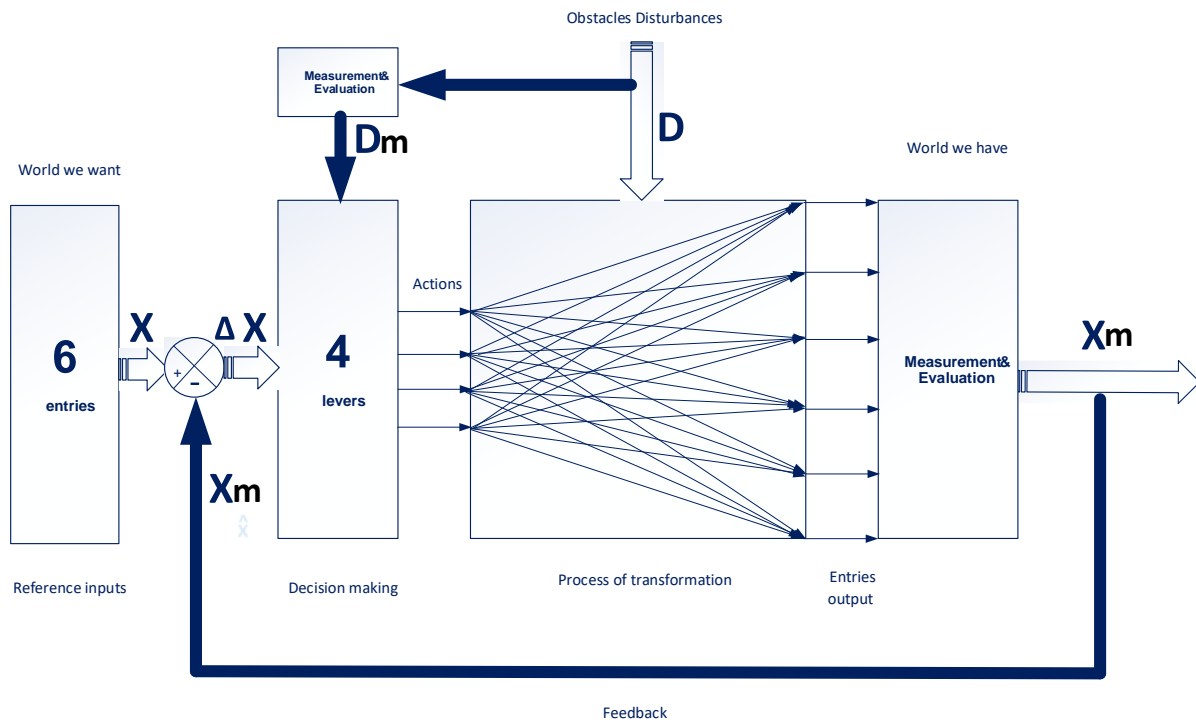 Obstacles Disturbances
Measurement&
Evaluation
D
Dm
World we want
World we have
Actions
X
Δ X
6
entries
+
-
4
levers
Measurement&
Evaluation
Xm
Xm
x̂
Reference inputs
Decision making
Process of transformation
Entries
output
Feedback